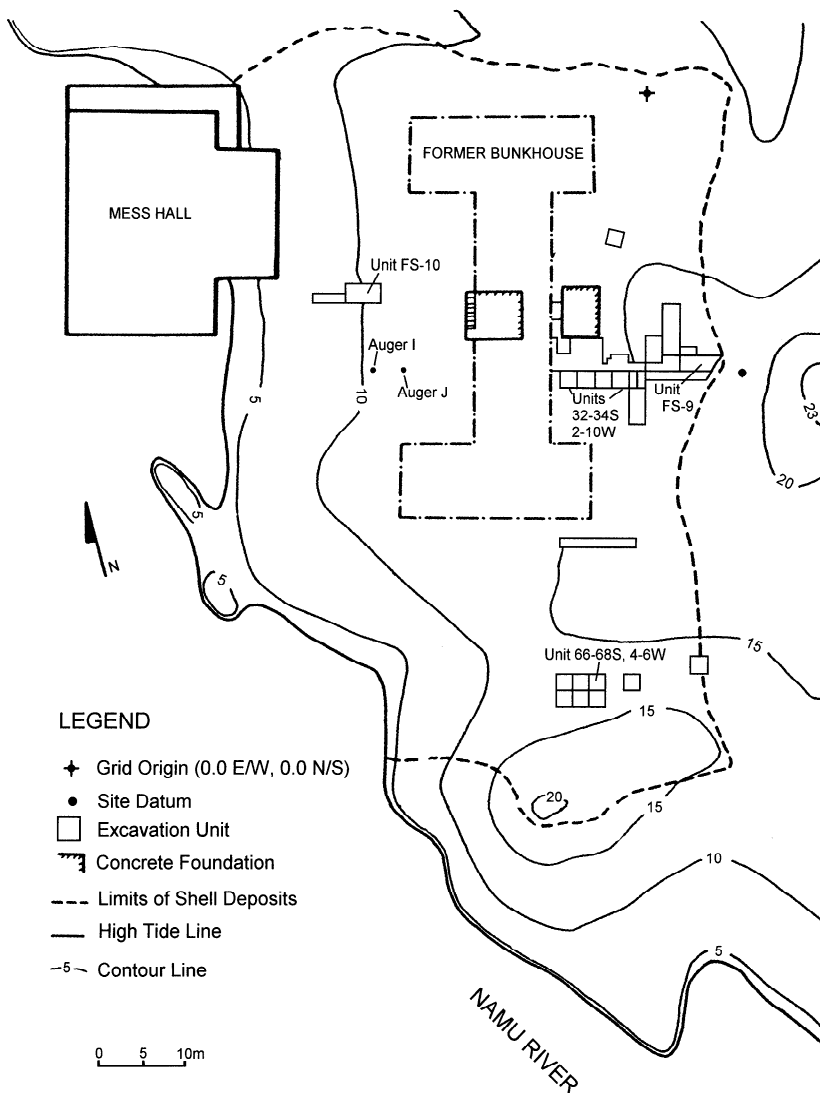 FORMER BUNKHOUSE
MESS HALL
Unit FS-10
Auger I
Auger J
10
5
Units
32-34S
2-10W
Unit
FS-9
23
20
5
5
N
15
Unit 66-68S, 4-6W
15
20
15
10
5
LEGEND
Grid Origin (0.0 E/W, 0.0 N/S)
Site Datum
Excavation Unit
Concrete Foundation
Limits of Shell Deposits
High Tide Line
-5- Contour Line
NAMU RIVER
0 5 10m